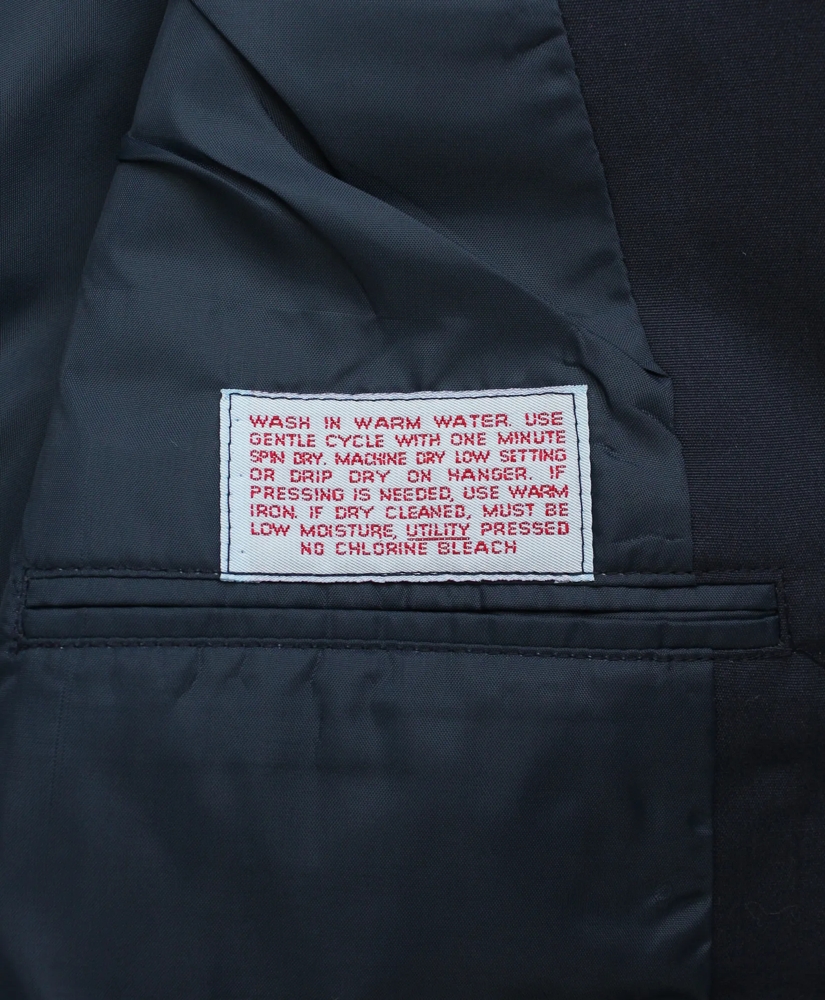 WASH IN WARM WATER. USE
GENTLE CYCLE WITH ONE MINUTE
SPIN DRY. MACHINE DRY LOW SETTING
OR DRIP DRY ON HANGER. IF
PRESSING IS NEEDED, USE WARM
IRON. IF DRY CLEANED, MUST BE
LOW MOISTURE, UTILITY PRESSED
NO CHLORINE BLEACH